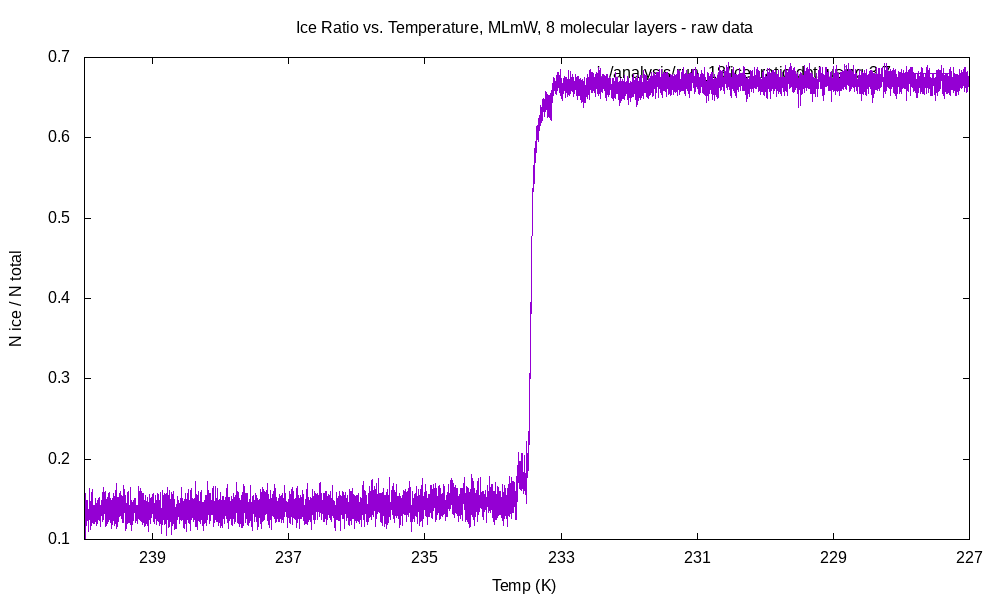 Ice Ratio vs. Temperature, MLmW, 8 molecular layers - raw data
0.7
0.6
0.5
0.4
0.3
0.2
0.1
N ice / N total
239 237 235 233 231 229 227
Temp (K)